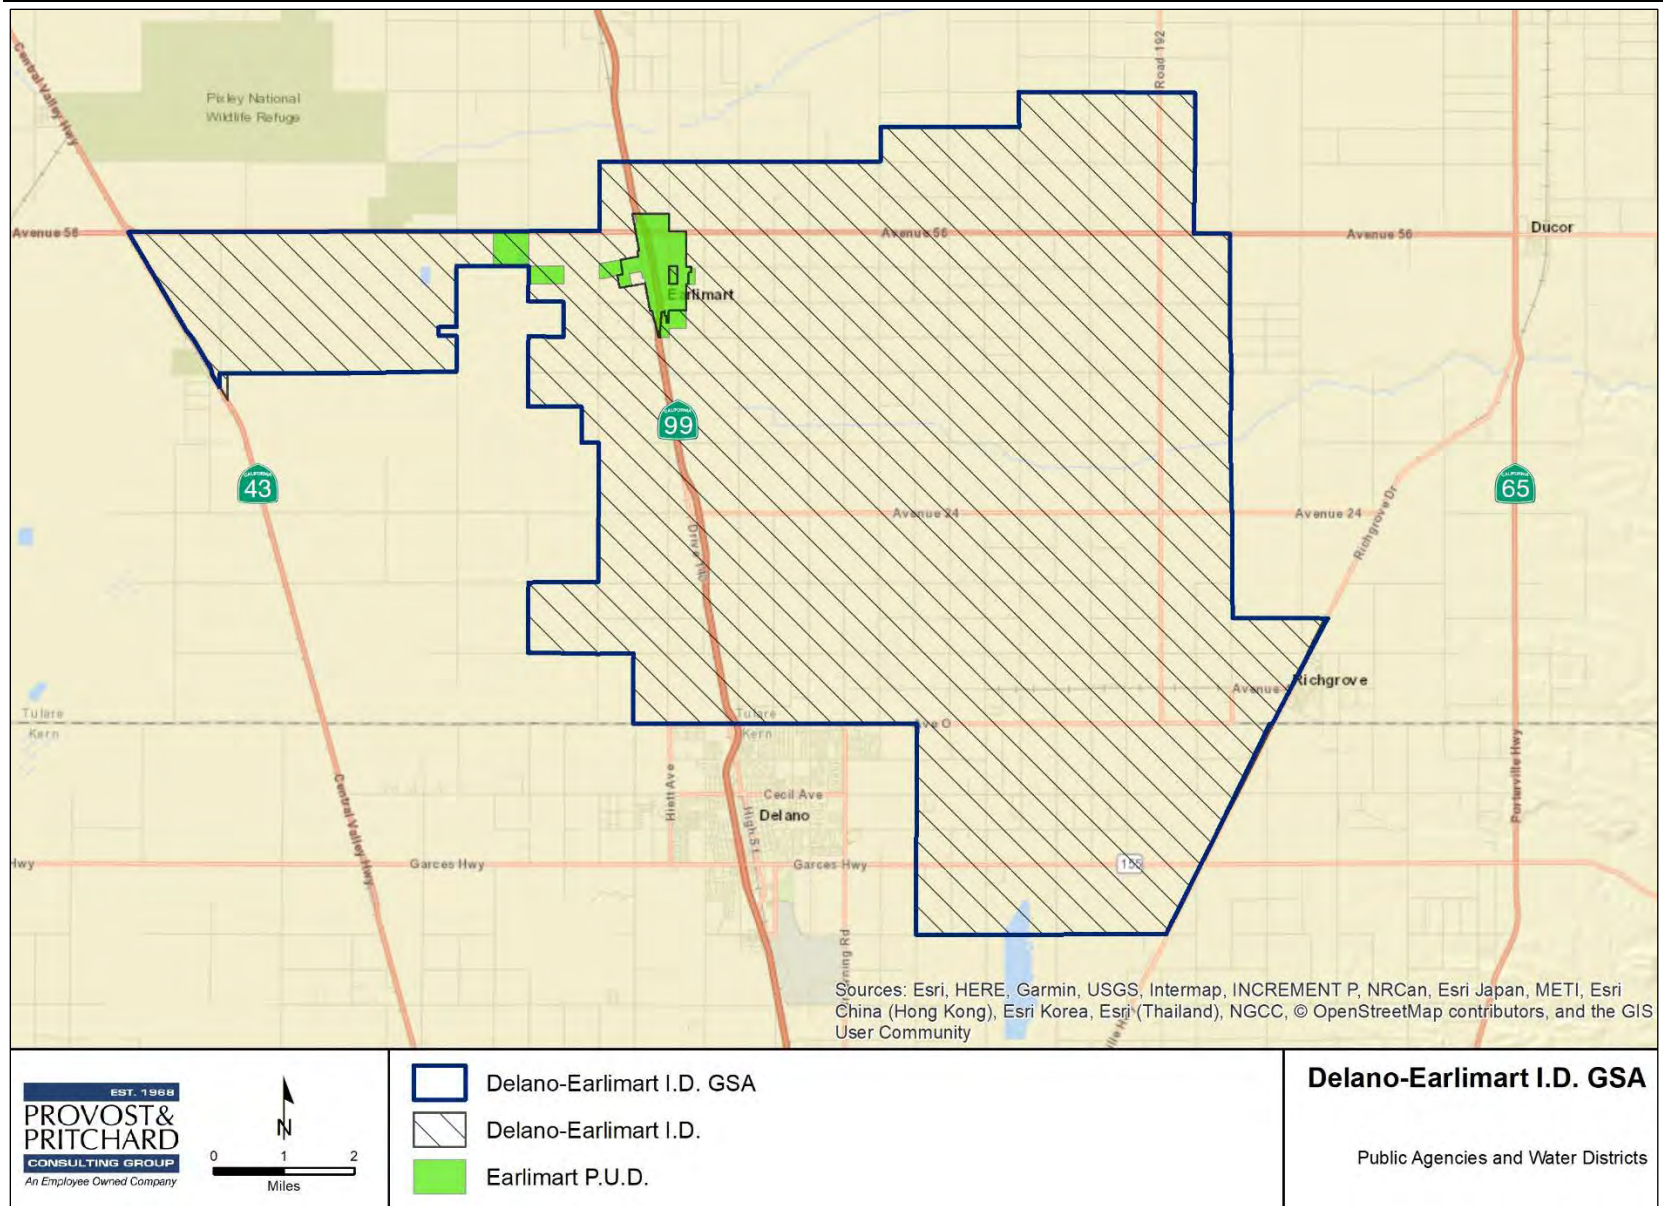 Road 192
Central Valley Hwy
Pixley National
Wildlife Refuge
Avenue 56
Avenue 56
Avenue 56
Ducor
Earlimart
CALIFORNIA
99
CALIFORNIA
43
CALIFORNIA
65
Avenue 24
Avenue 24
Richgrove Dr
Richgrove
Avenue
Tulare
Kern
Tulare
Kern
Ave 0
Hiett Ave
Cecil Ave
Delano
High St
Central Valley Hwy
Porterville Hwy
Hwy
Garces Hwy
Garces Hwy
155
Sources: Esri, HERE, Garmin, USGS, Intermap, INCREMENT P, NRCan, Esri Japan, METI, Esri
China (Hong Kong), Esri Korea, Esri (Thailand), NGCC, © OpenStreetMap contributors, and the GIS
User Community
EST. 1968
PROVOST&
PRITCHARD
CONSULTING GROUP
An Employee Owned Company
N
0 1 2
Miles
Delano-Earlimart I.D. GSA
Delano-Earlimart I.D.
Earlimart P.U.D.
Delano-Earlimart I.D. GSA
Public Agencies and Water Districts